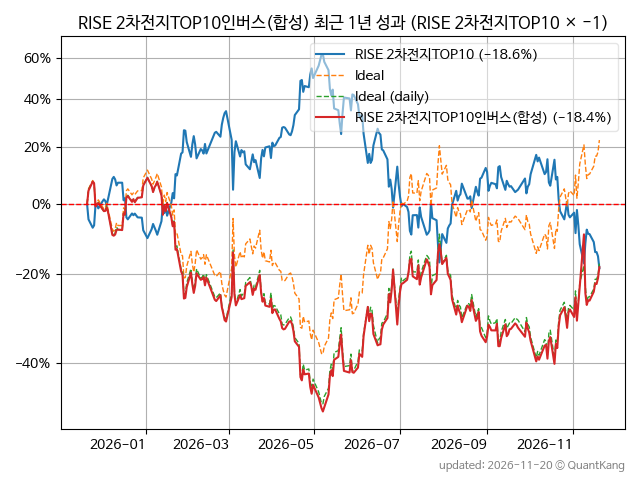 RISE 2차전지TOP10인버스(합성) 최근 1년 성과 (RISE 2차전지TOP10 × −1)
RISE 2차전지TOP10 (−18.6%)
Ideal
Ideal (daily)
RISE 2차전지TOP10인버스(합성) (−18.4%)
60%
40%
20%
0%
−20%
−40%
2026-01
2026-03
2026-05
2026-07
2026-09
2026-11
updated: 2026-11-20 © QuantKang